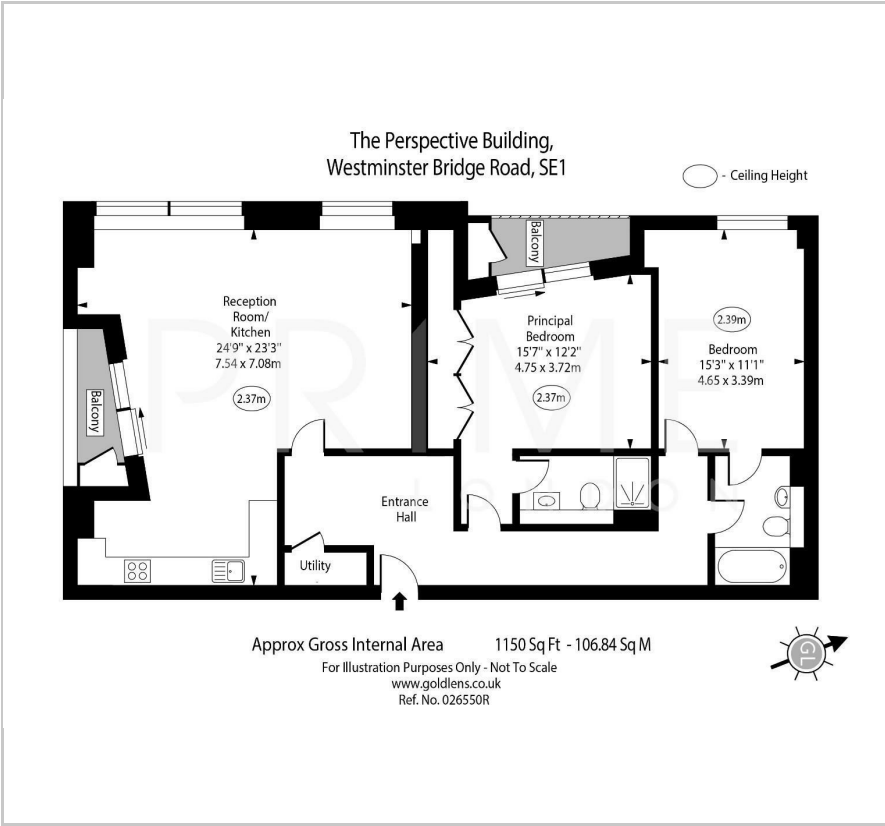 The Perspective Building,
Westminster Bridge Road, SE1
- Ceiling Height
Balcony
Reception
Room/
Kitchen
24'9" x 23'3"
7.54 x 7.08m
2.37m
Balcony
Principal
Bedroom
15'7" x 12'2"
4.75 x 3.72m
2.37m
2.39m
Bedroom
15'3" x 11'1"
4.65 x 3.39m
PRIME
LONDON
Entrance
Hall
Utility
Approx Gross Internal Area 1150 Sq Ft - 106.84 Sq M
For Illustration Purposes Only - Not To Scale
www.goldlens.co.uk
Ref. No. 026550R
GL